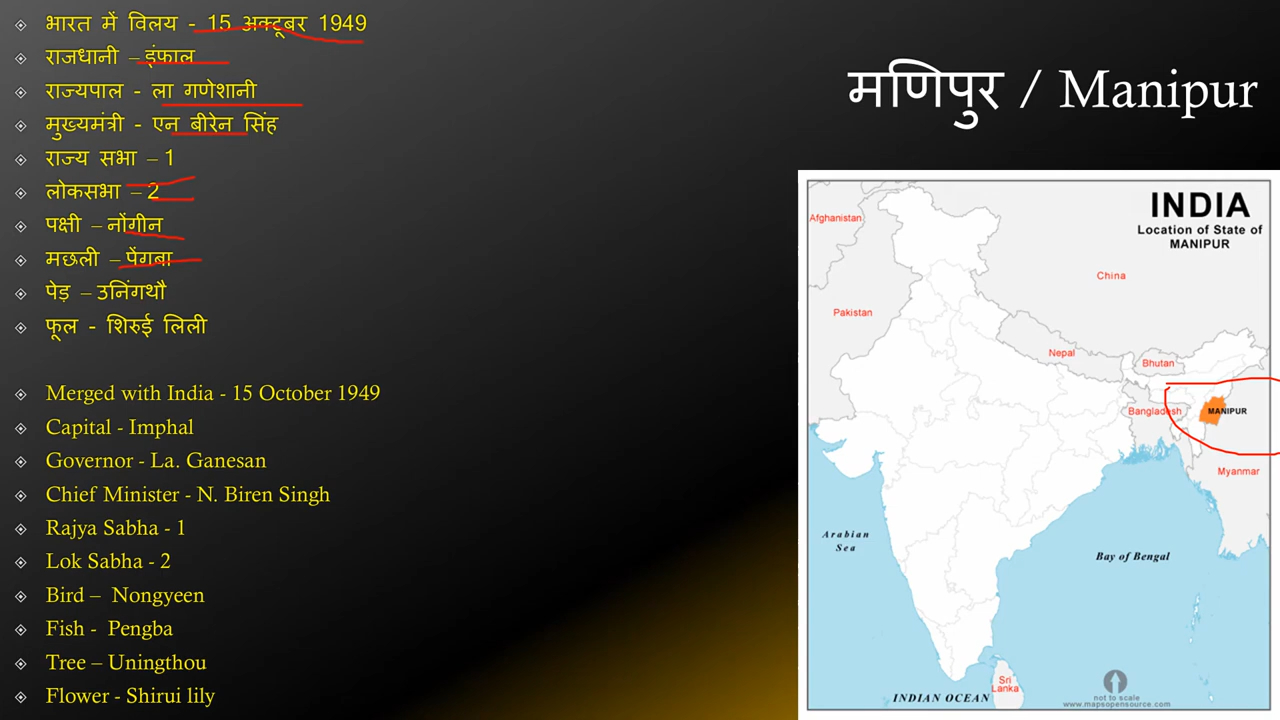 भारत में विलय - 15 अक्टूबर 1949
राजधानी – इंफाल
राज्यपाल - ला गणेशानी
मुख्यमंत्री - एन बीरेन सिंह
राज्य सभा – 1
लोकसभा – 2
पक्षी – नोंगीन
मछली – पेंगबा
पेड़ – उनिंगथौ
फूल - शिरुई लिली
Merged with India - 15 October 1949
Capital - Imphal
Governor - La. Ganesan
Chief Minister - N. Biren Singh
Rajya Sabha - 1
Lok Sabha - 2
Bird – Nongyeen
Fish - Pengba
Tree – Uningthou
Flower - Shirui lily
मणिपुर / Manipur
INDIA
Location of State of
MANIPUR
Afghanistan
China
Pakistan
Nepal
Bhutan
Bangladesh
MANIPUR
Myanmar
Arabian
Sea
Bay of Bengal
Sri
Lanka
INDIAN OCEAN
not to scale
www.mapsopensource.com